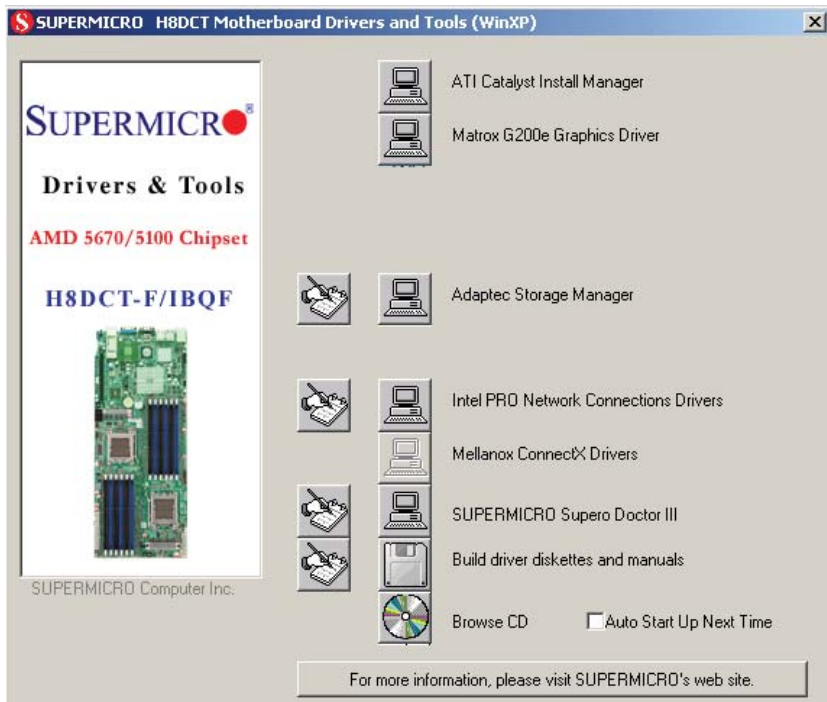 SUPERMICRO H8DCT Motherboard Drivers and Tools (WinXP)
SUPERMICRO®
Drivers & Tools
AMD 5670/5100 Chipset
H8DCT-F/IBQF
SUPERMICRO Computer Inc.
ATI Catalyst Install Manager
Matrox G200e Graphics Driver
Adaptec Storage Manager
Intel PRO Network Connections Drivers
Mellanox ConnectX Drivers
SUPERMICRO Supero Doctor III
Build driver diskettes and manuals
Browse CD
Auto Start Up Next Time
For more information, please visit SUPERMICRO's web site.